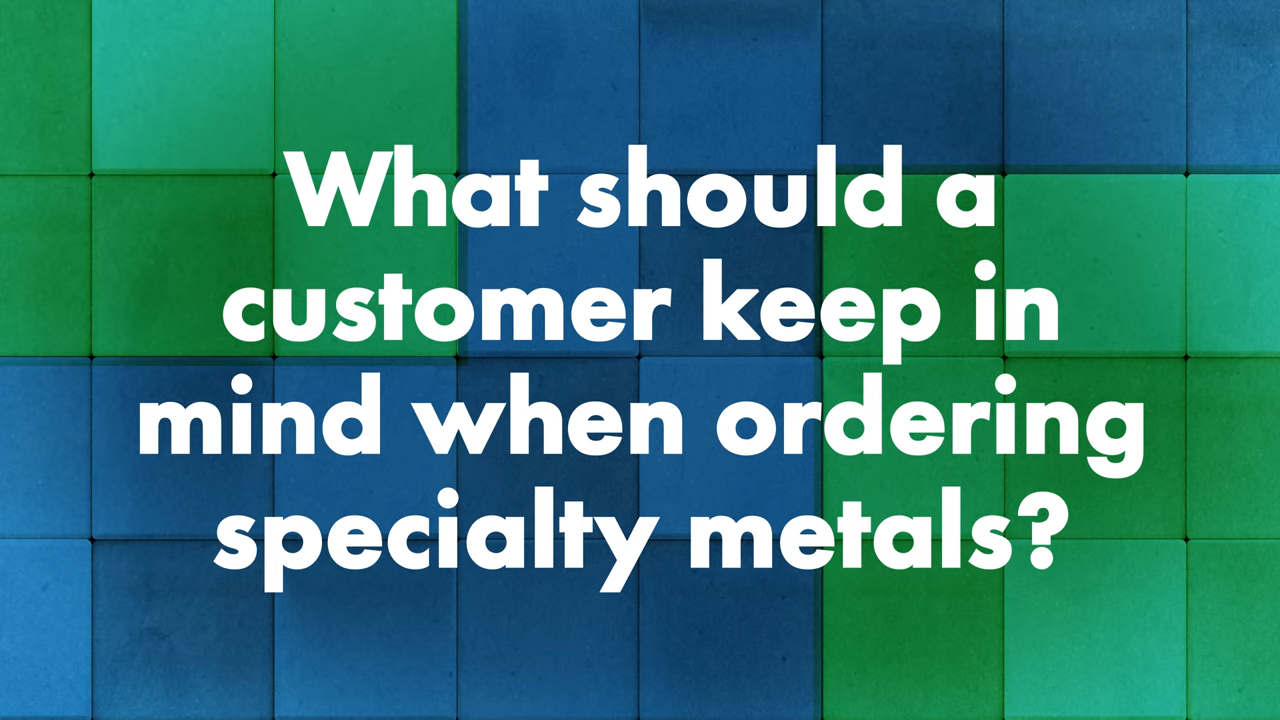 What should a
customer keep in
mind when ordering
specialty metals?